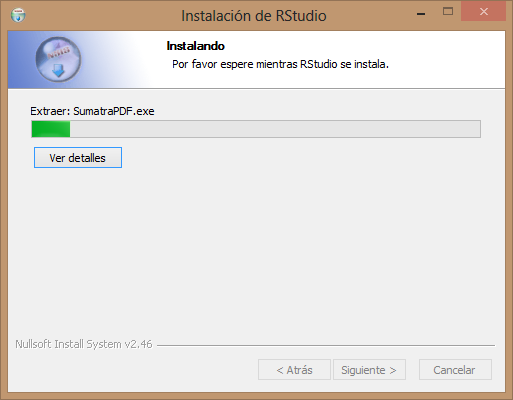 Instalación de RStudio
Instalando
Por favor espere mientras RStudio se instala.
Extraer: SumatraPDF.exe
Ver detalles
Nullsoft Install System v2.46
< Atrás
Siguiente >
Cancelar